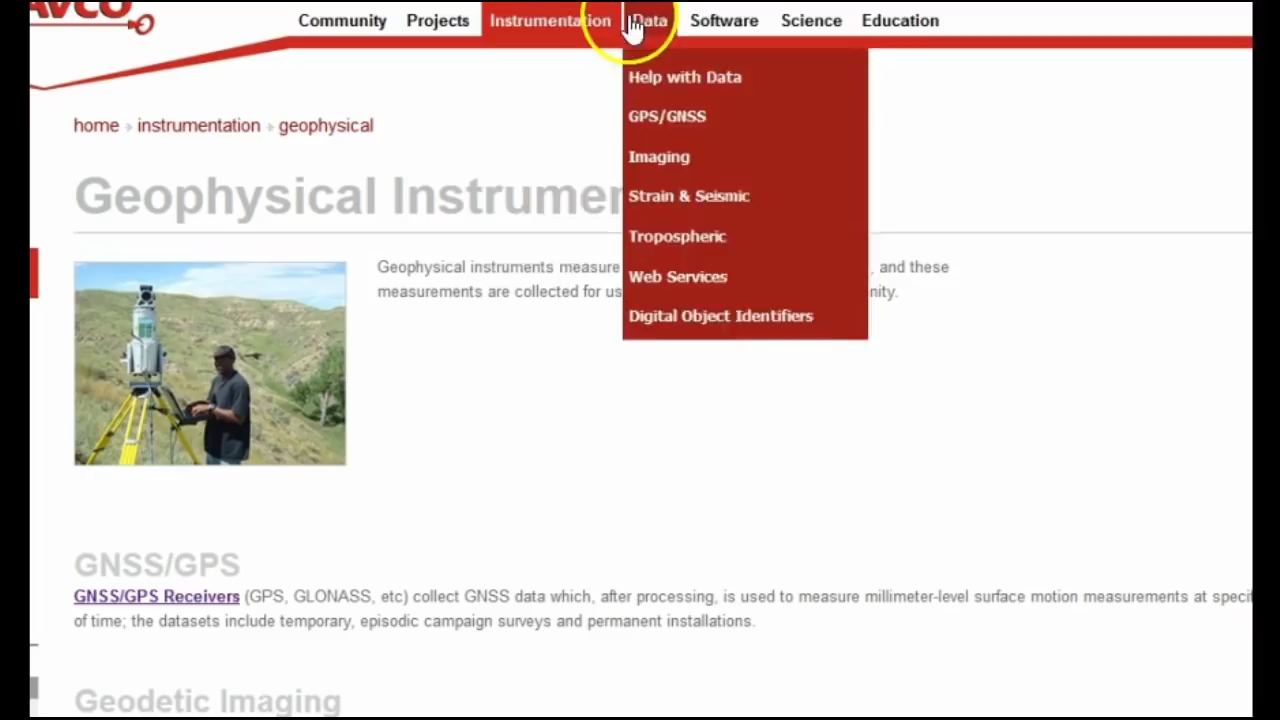 AVCO
Community Projects Instrumentation Data Software Science Education
Help with Data
GPS/GNSS
Imaging
Strain & Seismic
Tropospheric
Web Services
Digital Object Identifiers
home instrumentation geophysical
Geophysical Instrumen
Geophysical instruments measure , and these
measurements are collected for us nity.
GNSS/GPS
GNSS/GPS Receivers (GPS, GLONASS, etc) collect GNSS data which, after processing, is used to measure millimeter-level surface motion measurements at specif
of time; the datasets include temporary, episodic campaign surveys and permanent installations.
Geodetic Imaging